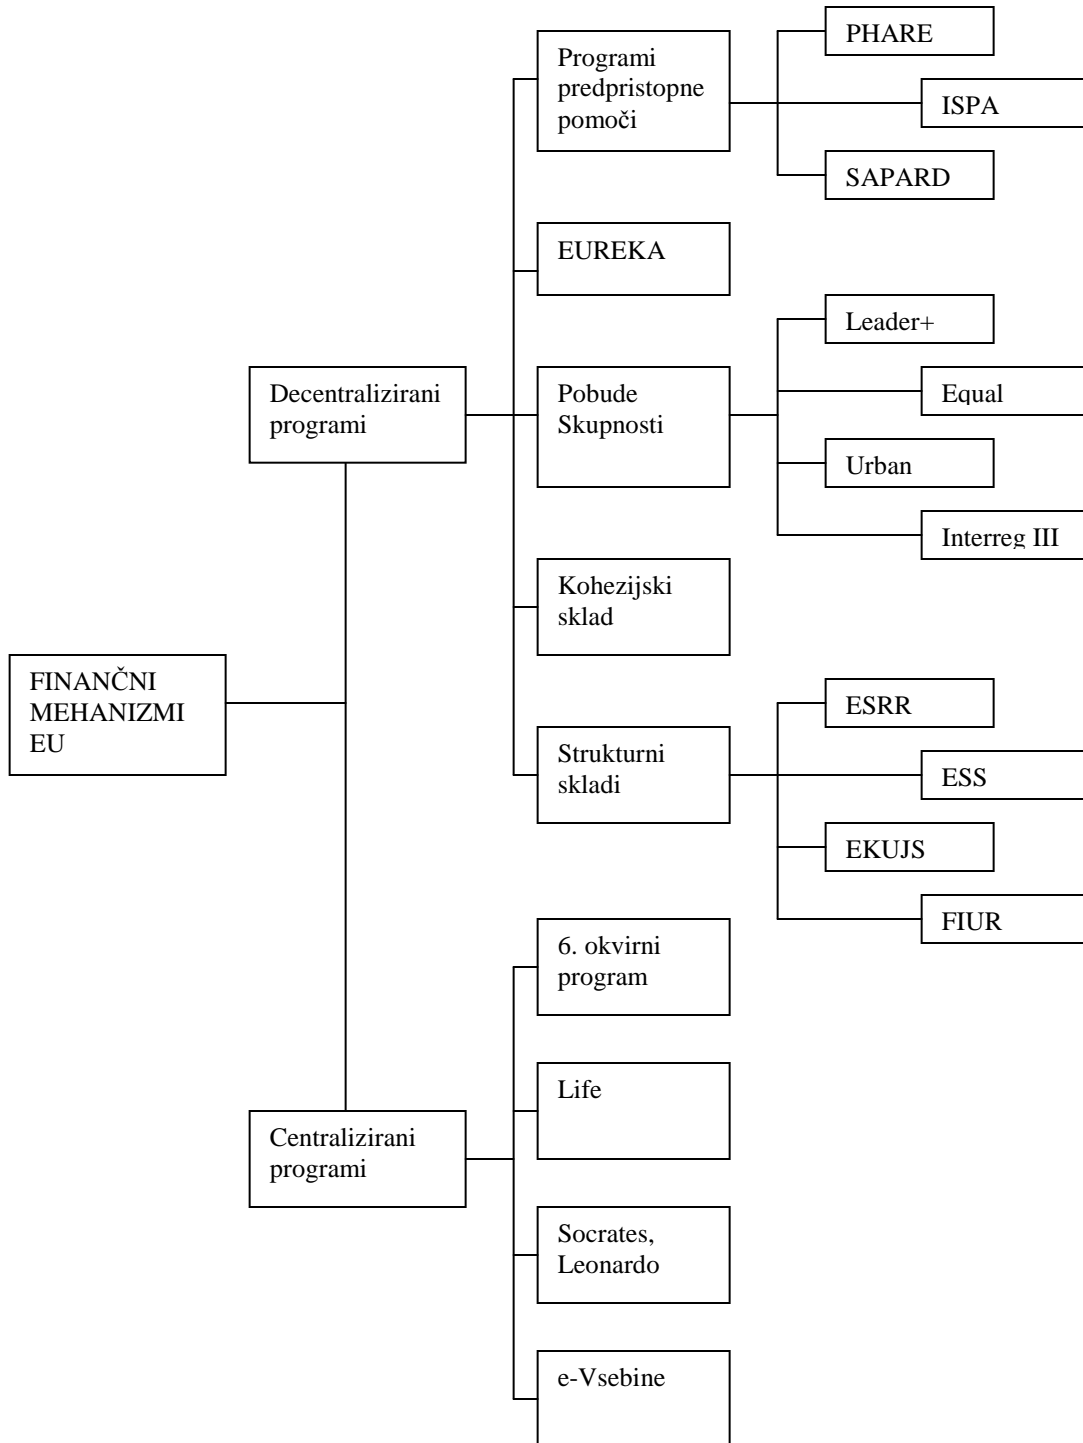 PHARE
Programi
predpristopne
pomoči
ISPA
SAPARD
EUREKA
Leader+
Decentralizirani
programi
Pobude
Skupnosti
Equal
Urban
Interreg III
Kohezijski
sklad
FINANČNI
MEHANIZMI
EU
ESRR
Strukturni
skladi
ESS
EKUJS
FIUR
6. okvirni
program
Life
Centralizirani
programi
Socrates,
Leonardo
e-Vsebine